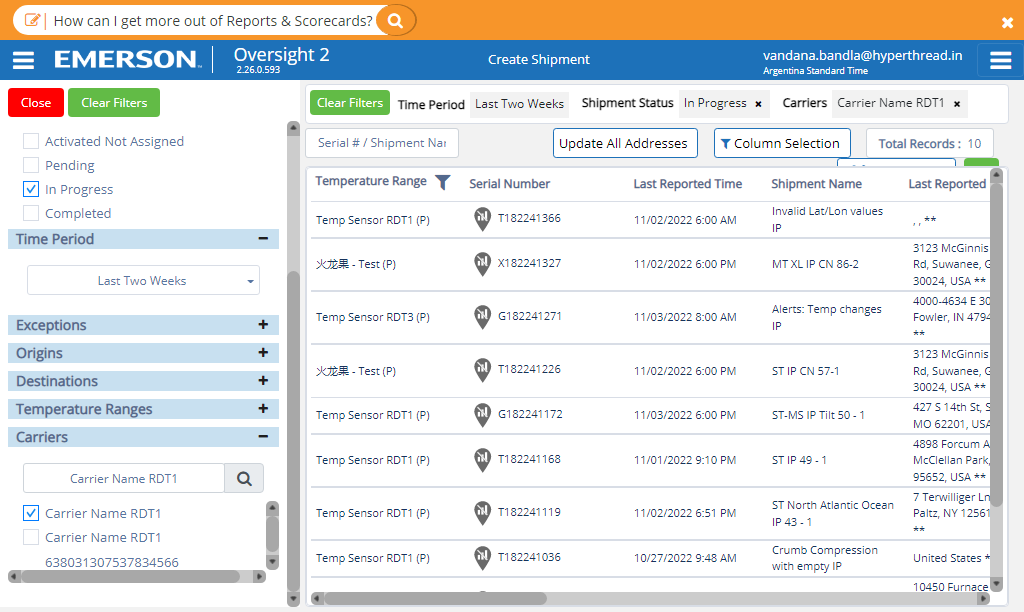 How can I get more out of Reports & Scorecards?
EMERSON
Oversight 2
2.26.0.593
Create Shipment
vandana.bandla@hyperthread.in
Argentina Standard Time
Close
Clear Filters
Activated Not Assigned
Pending
In Progress
Completed
Time Period
Last Two Weeks
Exceptions
Origins
Destinations
Temperature Ranges
Carriers
Carrier Name RDT1
Carrier Name RDT1
Carrier Name RDT1
638031307537834566
Clear Filters Time Period Last Two Weeks Shipment Status In Progress × Carriers Carrier Name RDT1 ×
Serial # / Shipment Nar
Update All Addresses
Column Selection
Total Records : 10
Temperature Range Serial Number Last Reported Time Shipment Name Last Reported
Temp Sensor RDT1 (P) T182241366 11/02/2022 6:00 AM
Invalid Lat/Lon values
IP
, , **
火龙果 - Test (P) X182241327 11/02/2022 6:00 PM MT XL IP CN 86-2
3123 McGinnis
Rd, Suwanee, G
30024, USA **
Temp Sensor RDT3 (P) G182241271 11/03/2022 8:00 AM
Alerts: Temp changes
IP
4000-4634 E 30
Fowler, IN 4794
**
火龙果 - Test (P) T182241226 11/02/2022 6:00 PM ST IP CN 57-1
3123 McGinnis
Rd, Suwanee, G
30024, USA **
Temp Sensor RDT1 (P) G182241172 11/03/2022 6:00 PM ST-MS IP Tilt 50 - 1
427 S 14th St, S
MO 62201, USA
Temp Sensor RDT1 (P) T182241168 11/01/2022 9:10 PM ST IP 49 - 1
4898 Forcum A
McClellan Park,
95652, USA **
Temp Sensor RDT1 (P) T182241119 11/02/2022 6:51 PM
ST North Atlantic Ocean
IP 43 - 1
7 Terwilliger Ln
Paltz, NY 12561
**
Temp Sensor RDT1 (P) T182241036 10/27/2022 9:48 AM
Crumb Compression
with empty IP
United States *
10450 Furnace